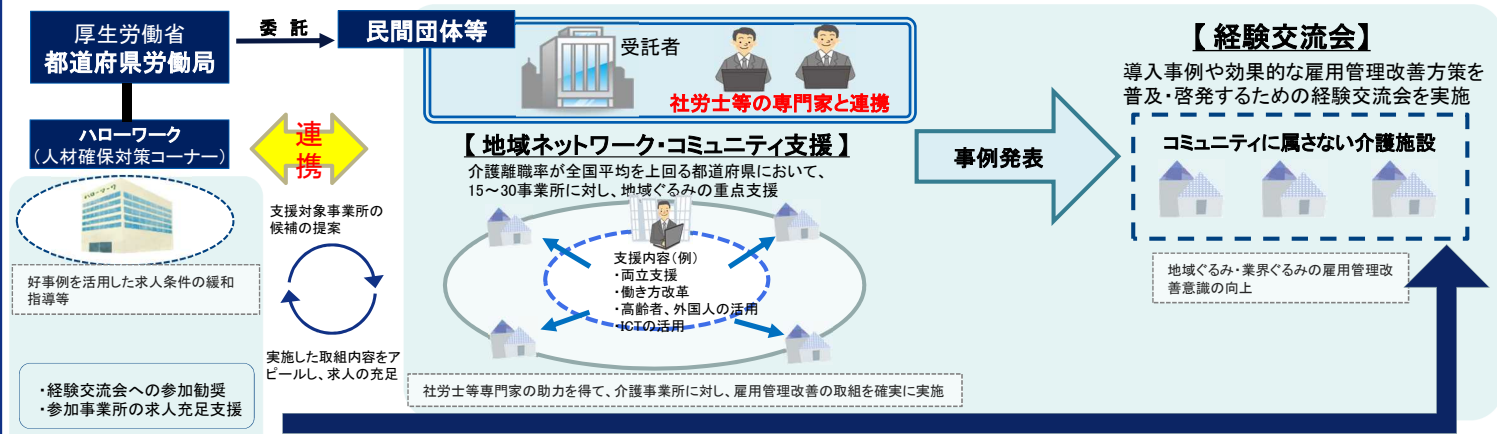 厚生労働省
都道府県労働局
委 託
民間団体等
受託者
社労士等の専門家と連携
ハローワーク
(人材確保対策コーナー)
連
携
ハローワーク
好事例を活用した求人条件の緩和
指導等
支援対象事業所の
候補の提案
実施した取組内容をア
ピールし、求人の充足
・経験交流会への参加勧奨
・参加事業所の求人充足支援
【 地域ネットワーク・コミュニティ支援 】
介護離職率が全国平均を上回る都道府県において、
15～30事業所に対し、地域ぐるみの重点支援
支援内容(例)
・両立支援
・働き方改革
・高齢者、外国人の活用
・ICTの活用
社労士等専門家の助力を得て、介護事業所に対し、雇用管理改善の取組を確実に実施
事例発表
【 経験交流会】
導入事例や効果的な雇用管理改善方策を
普及・啓発するための経験交流会を実施
コミュニティに属さない介護施設
地域ぐるみ・業界ぐるみの雇用管理改
善意識の向上